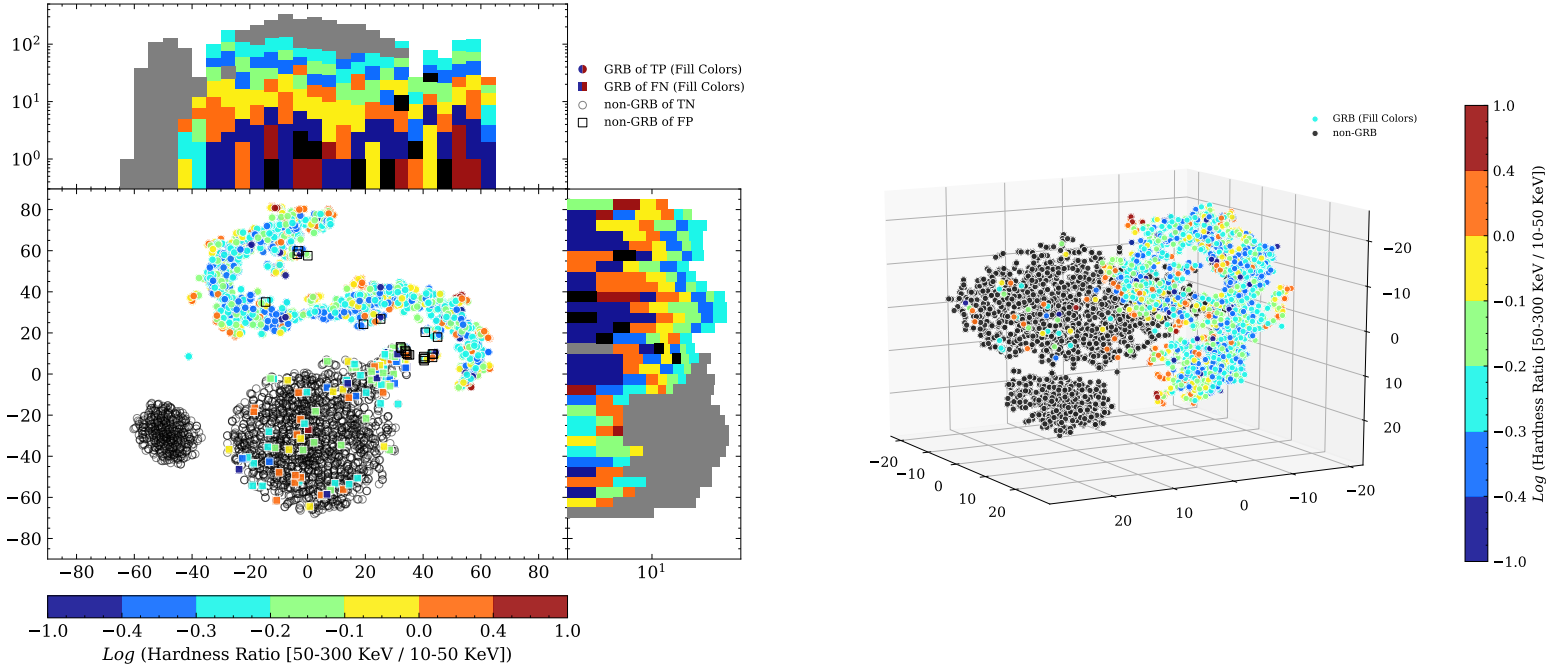 10²
10¹
10⁰
GRB of TP (Fill Colors)
GRB of FN (Fill Colors)
non-GRB of TN
non-GRB of FP
80
60
40
20
0
−20
−40
−60
−80
−80 −60 −40 −20 0 20 40 60 80
10¹
−1.0 −0.4 −0.3 −0.2 −0.1 0.0 0.4 1.0
Log (Hardness Ratio [50-300 KeV / 10-50 KeV])
GRB (Fill Colors)
non-GRB
−20
−10
0
10
20
−20 −10 0 10 20
20 10 0 −10 −20
1.0
0.4
0.0
−0.1
−0.2
−0.3
−0.4
−1.0
Log (Hardness Ratio [50-300 KeV / 10-50 KeV])